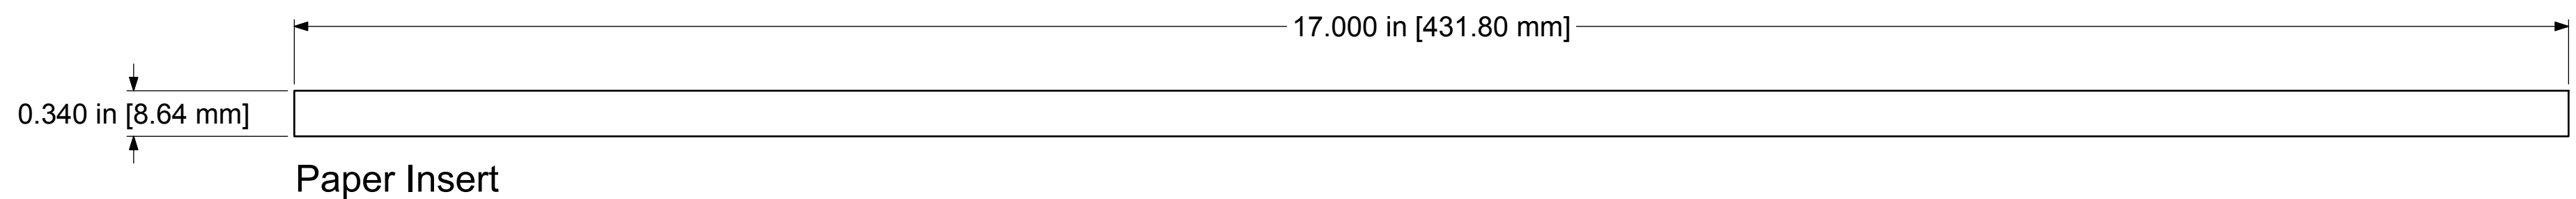 17.000 in [431.80 mm]
0.340 in [8.64 mm]
Paper Insert